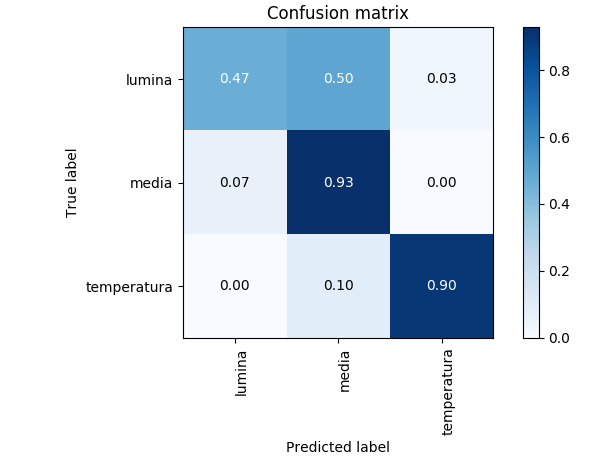 Confusion matrix
lumina 0.47 0.50 0.03
0.8
media 0.07 0.93 0.00
0.6
0.4
temperatura 0.00 0.10 0.90
0.2
0.0
True label
lumina
media
temperatura
Predicted label